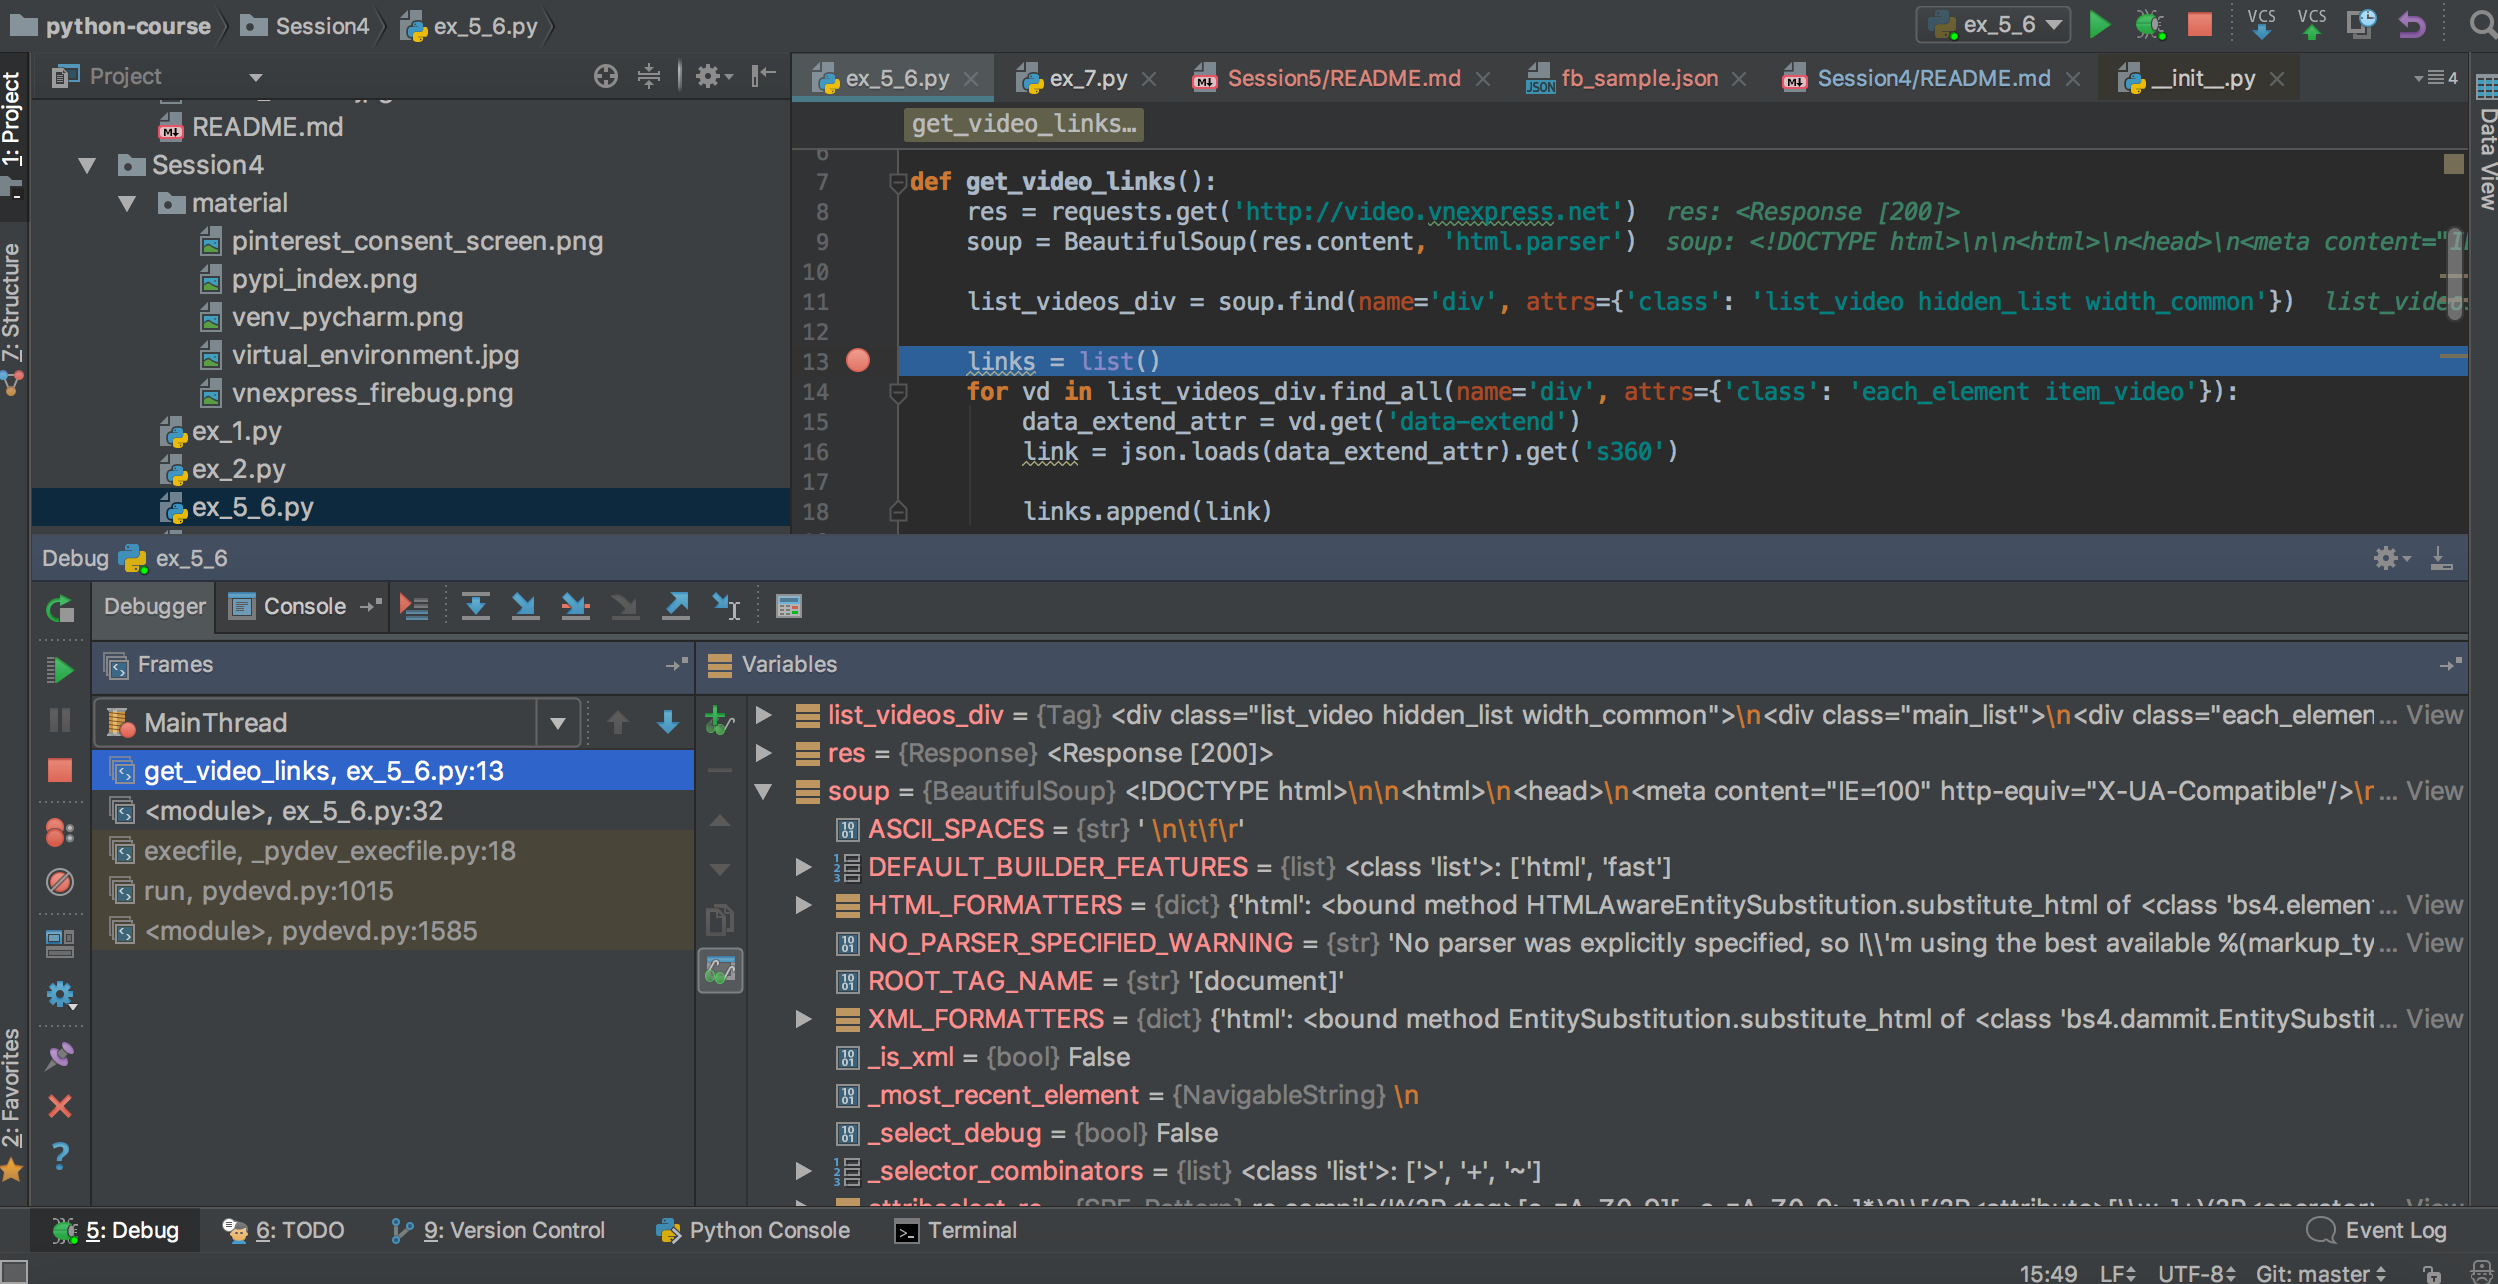 python-course Session4 ex_5_6.py
ex_5_6 VCS VCS
Project
README.md
Session4
material
pinterest_consent_screen.png
pypi_index.png
venv_pycharm.png
virtual_environment.jpg
vnexpress_firebug.png
ex_1.py
ex_2.py
ex_5_6.py
1: Project
7: Structure
2: Favorites
ex_5_6.py ex_7.py Session5/README.md fb_sample.json Session4/README.md __init__.py 4
get_video_links…
6
7 def get_video_links():
8 res = requests.get('http://video.vnexpress.net') res: <Response [200]>
9 soup = BeautifulSoup(res.content, 'html.parser') soup: <!DOCTYPE html>\n\n<html>\n<head>\n<meta content="IE
10
11 list_videos_div = soup.find(name='div', attrs={'class': 'list_video hidden_list width_common'}) list_video
12
13 links = list()
14 for vd in list_videos_div.find_all(name='div', attrs={'class': 'each_element item_video'}):
15 data_extend_attr = vd.get('data-extend')
16 link = json.loads(data_extend_attr).get('s360')
17
18 links.append(link)
Data View
Debug ex_5_6
Debugger Console
Frames
MainThread
get_video_links, ex_5_6.py:13
<module>, ex_5_6.py:32
execfile, _pydev_execfile.py:18
run, pydevd.py:1015
<module>, pydevd.py:1585
Variables
list_videos_div = {Tag} <div class="list_video hidden_list width_common">\n<div class="main_list">\n<div class="each_elemen… View
res = {Response} <Response [200]>
soup = {BeautifulSoup} <!DOCTYPE html>\n\n<html>\n<head>\n<meta content="IE=100" http-equiv="X-UA-Compatible"/>\r… View
ASCII_SPACES = {str} ' \n\t\f\r'
DEFAULT_BUILDER_FEATURES = {list} <class 'list'>: ['html', 'fast']
HTML_FORMATTERS = {dict} {'html': <bound method HTMLAwareEntitySubstitution.substitute_html of <class 'bs4.element… View
NO_PARSER_SPECIFIED_WARNING = {str} 'No parser was explicitly specified, so I\\'m using the best available %(markup_ty… View
ROOT_TAG_NAME = {str} '[document]'
XML_FORMATTERS = {dict} {'html': <bound method EntitySubstitution.substitute_html of <class 'bs4.dammit.EntitySubstit… View
_is_xml = {bool} False
_most_recent_element = {NavigableString} \n
_select_debug = {bool} False
_selector_combinators = {list} <class 'list'>: ['>', '+', '~']
5: Debug 6: TODO 9: Version Control Python Console Terminal Event Log
15:49 LF UTF-8 Git: master